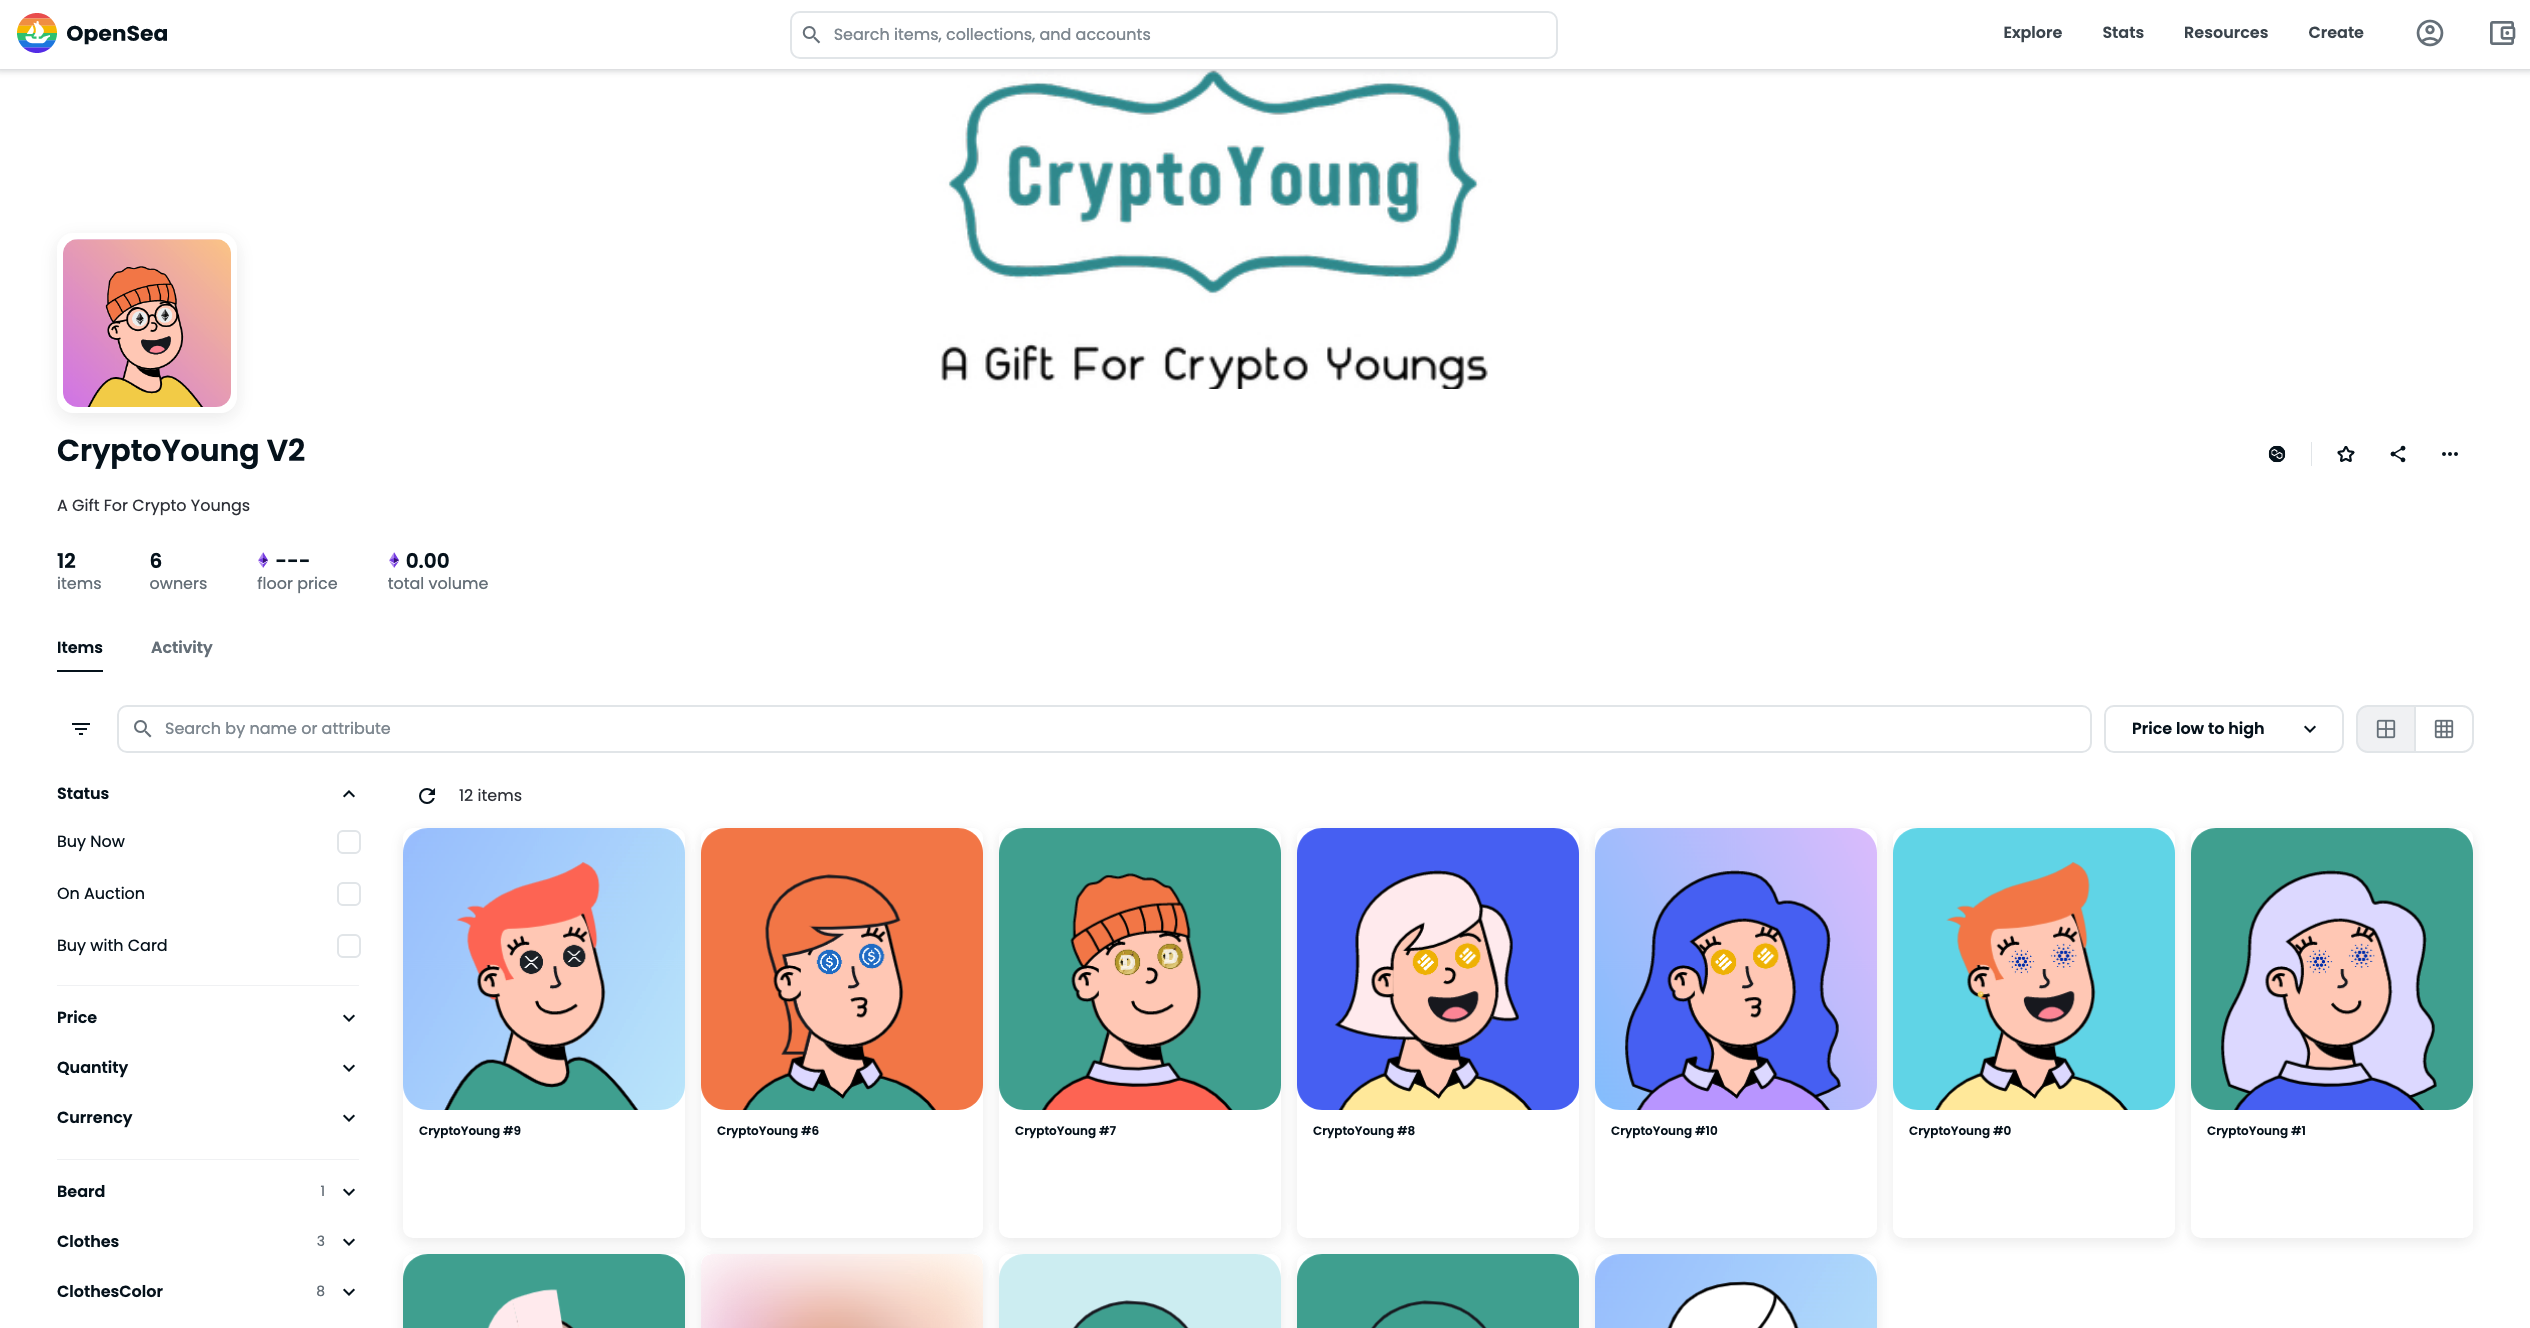 OpenSea
Search items, collections, and accounts
Explore
Stats
Resources
Create
CryptoYoung
A Gift For Crypto Youngs
CryptoYoung V2
A Gift For Crypto Youngs
12
items
6
owners
---
floor price
0.00
total volume
Items
Activity
Search by name or attribute
Price low to high
Status
Buy Now
On Auction
Buy with Card
Price
Quantity
Currency
Beard 1
Clothes 3
ClothesColor 8
12 items
CryptoYoung #9
CryptoYoung #6
CryptoYoung #7
CryptoYoung #8
CryptoYoung #10
CryptoYoung #0
CryptoYoung #1